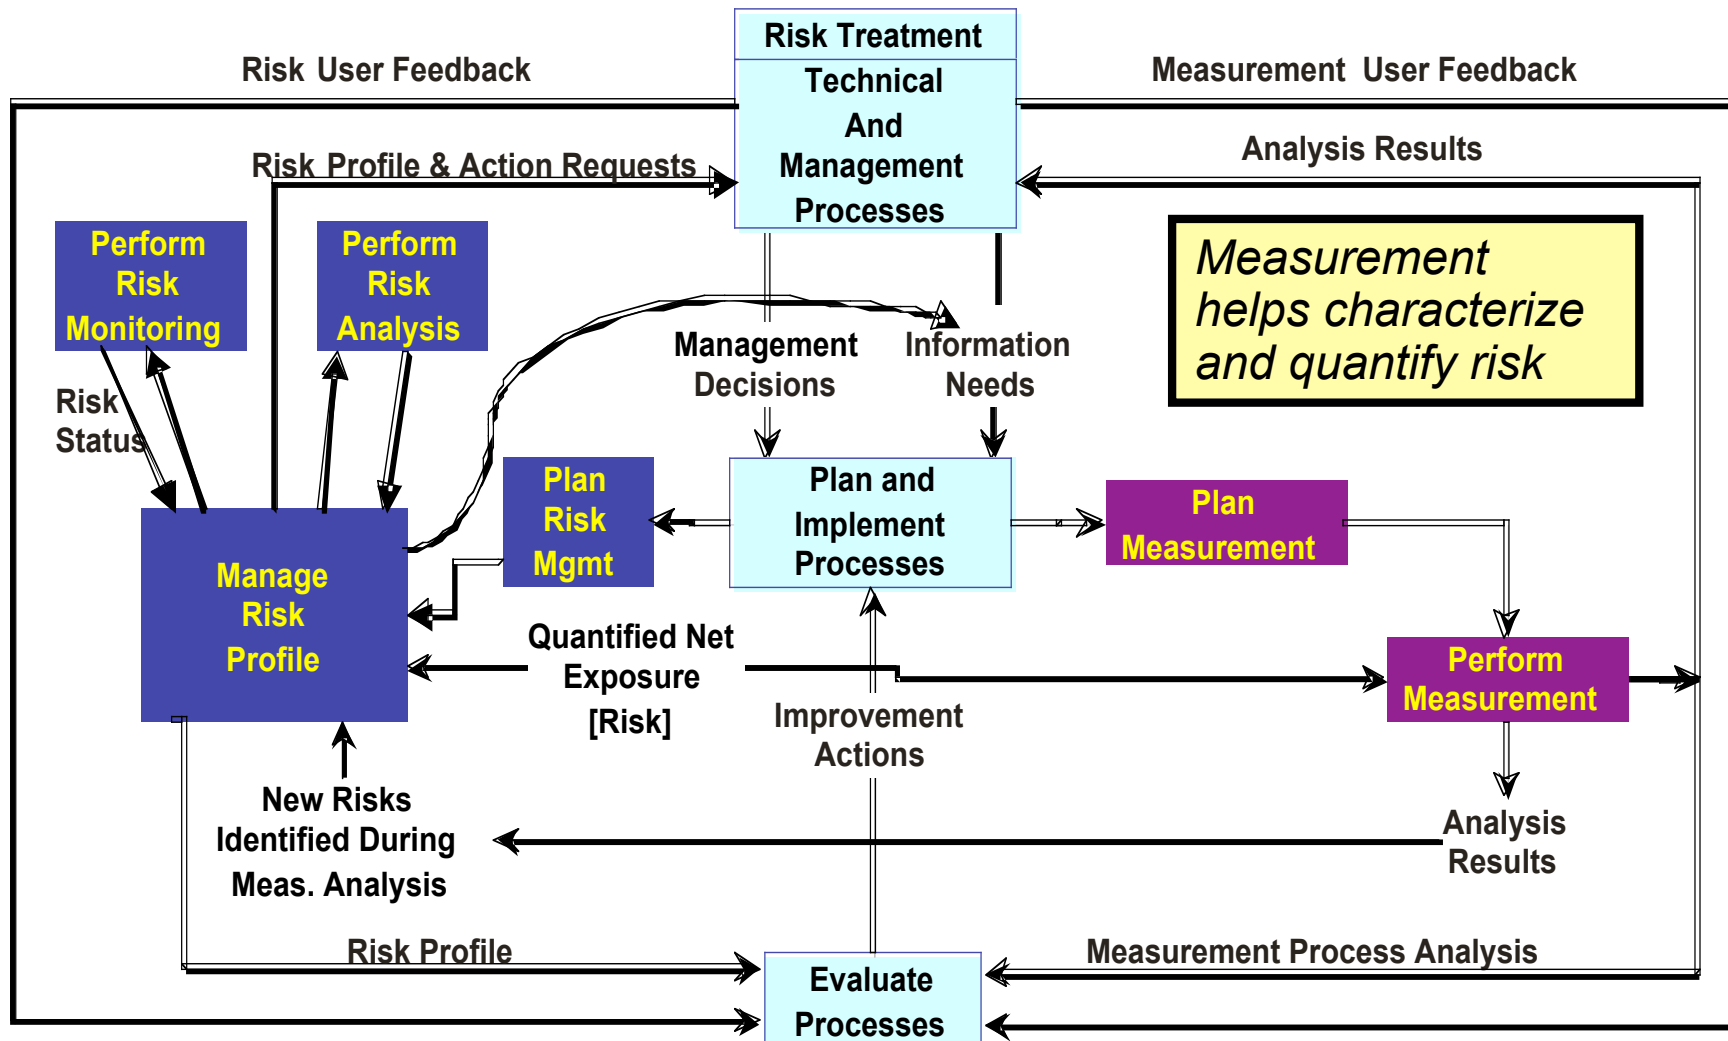 Risk Treatment
Risk User Feedback
Measurement User Feedback
Technical
And
Management
Processes
Risk Profile & Action Requests
Analysis Results
Perform
Risk
Monitoring
Perform
Risk
Analysis
Measurement
helps characterize
and quantify risk
Management
Decisions
Information
Needs
Risk
Status
Plan
Risk
Mgmt
Plan and
Implement
Processes
Plan
Measurement
Manage
Risk
Profile
Quantified Net
Exposure
[Risk]
Perform
Measurement
Improvement
Actions
New Risks
Identified During
Meas. Analysis
Analysis
Results
Risk Profile
Measurement Process Analysis
Evaluate
Processes